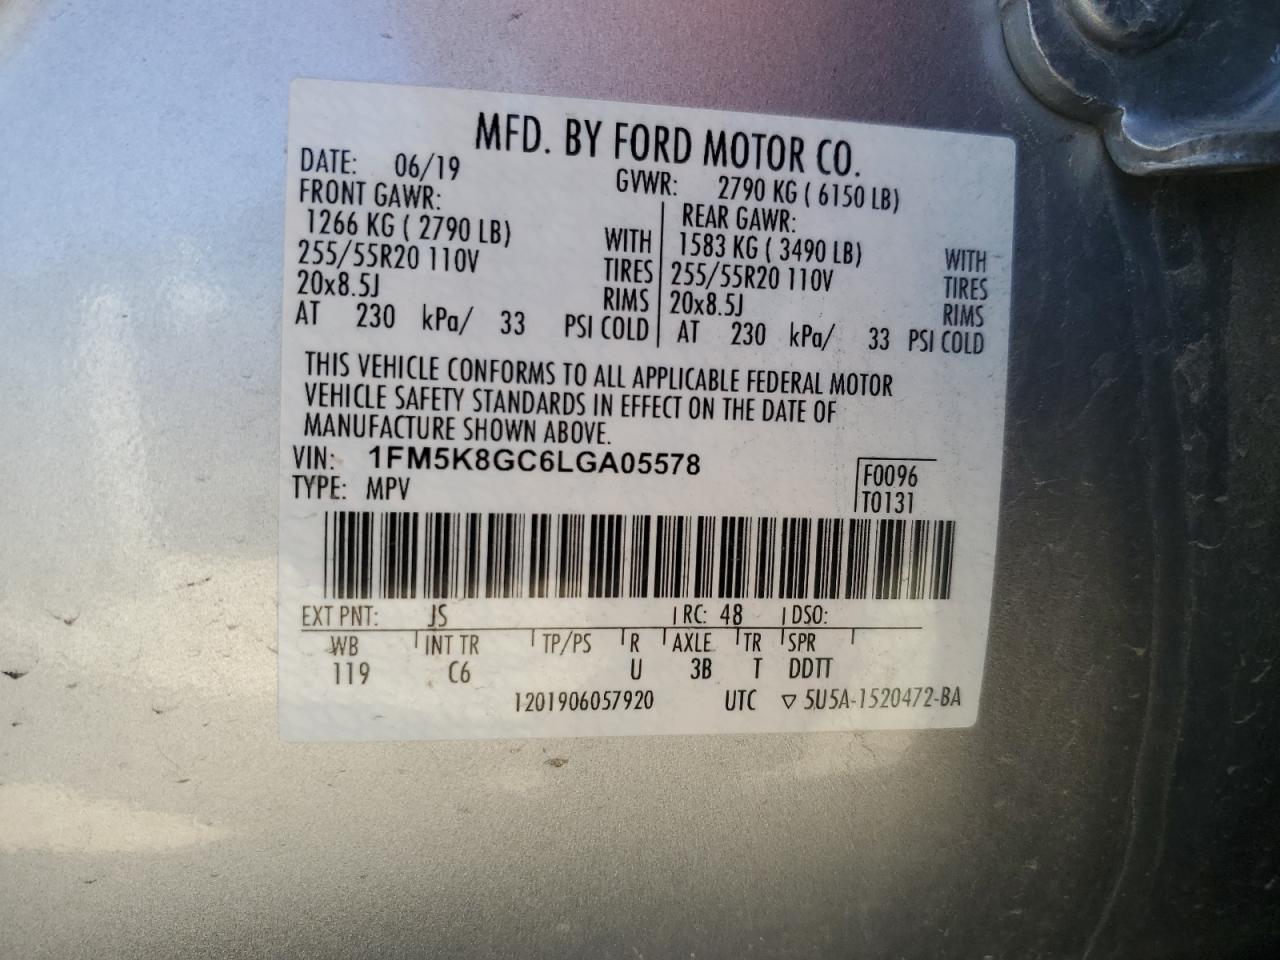 MFD. BY FORD MOTOR CO.
DATE: 06/19 GVWR: 2790 KG ( 6150 LB)
FRONT GAWR: REAR GAWR:
1266 KG ( 2790 LB) WITH 1583 KG ( 3490 LB) WITH
255/55R20 110V TIRES 255/55R20 110V TIRES
20x8.5J RIMS 20x8.5J RIMS
AT 230 kPa/ 33 PSI COLD AT 230 kPa/ 33 PSI COLD
THIS VEHICLE CONFORMS TO ALL APPLICABLE FEDERAL MOTOR
VEHICLE SAFETY STANDARDS IN EFFECT ON THE DATE OF
MANUFACTURE SHOWN ABOVE.
VIN: 1FM5K8GC6LGA05578 F0096
TYPE: MPV T0131
EXT PNT: JS RC: 48 DSO:
WB INT TR TP/PS R AXLE TR SPR
119 C6 U 3B T DDTT
1201906057920 UTC ▽ 5U5A-1520472-BA